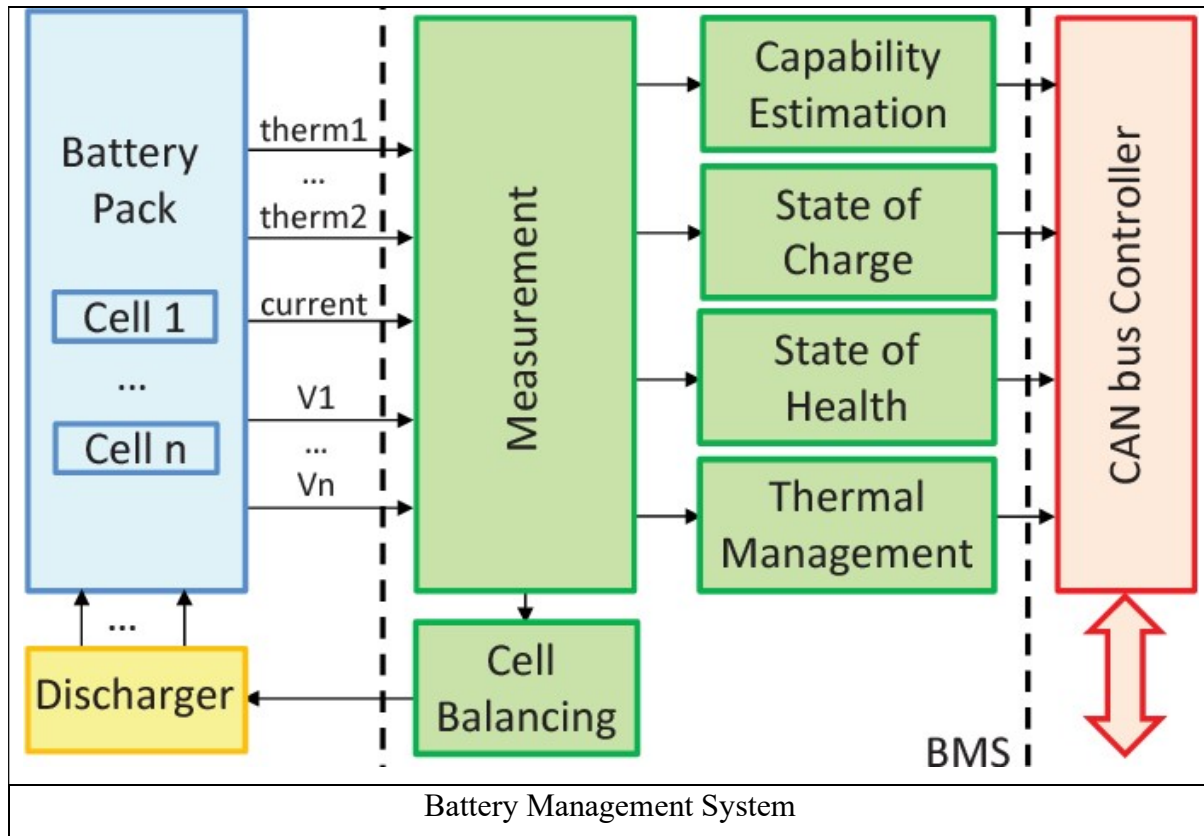 Battery
Pack
Cell 1
...
Cell n
therm1
...
therm2
current
V1
...
Vn
Measurement
Capability
Estimation
State of
Charge
State of
Health
Thermal
Management
CAN bus Controller
...
Discharger
Cell
Balancing
BMS
Battery Management System